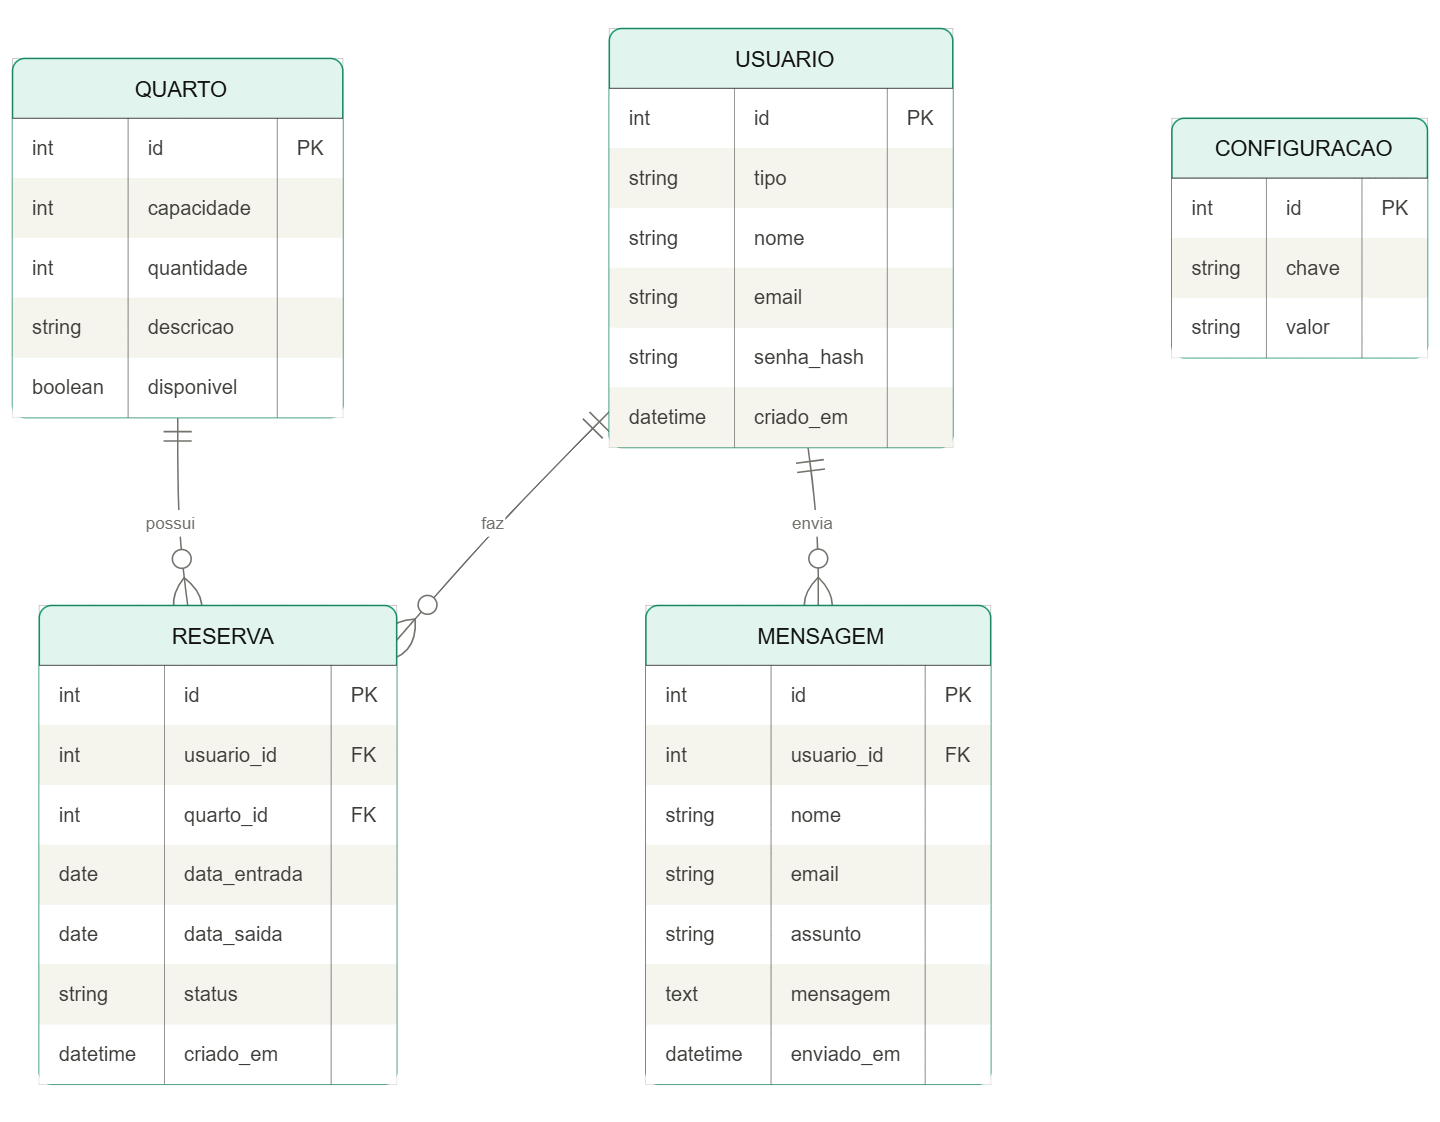 QUARTO
int id PK
int capacidade
int quantidade
string descricao
boolean disponivel
USUARIO
int id PK
string tipo
string nome
string email
string senha_hash
datetime criado_em
CONFIGURACAO
int id PK
string chave
string valor
possui
faz
envia
RESERVA
int id PK
int usuario_id FK
int quarto_id FK
date data_entrada
date data_saida
string status
datetime criado_em
MENSAGEM
int id PK
int usuario_id FK
string nome
string email
string assunto
text mensagem
datetime enviado_em